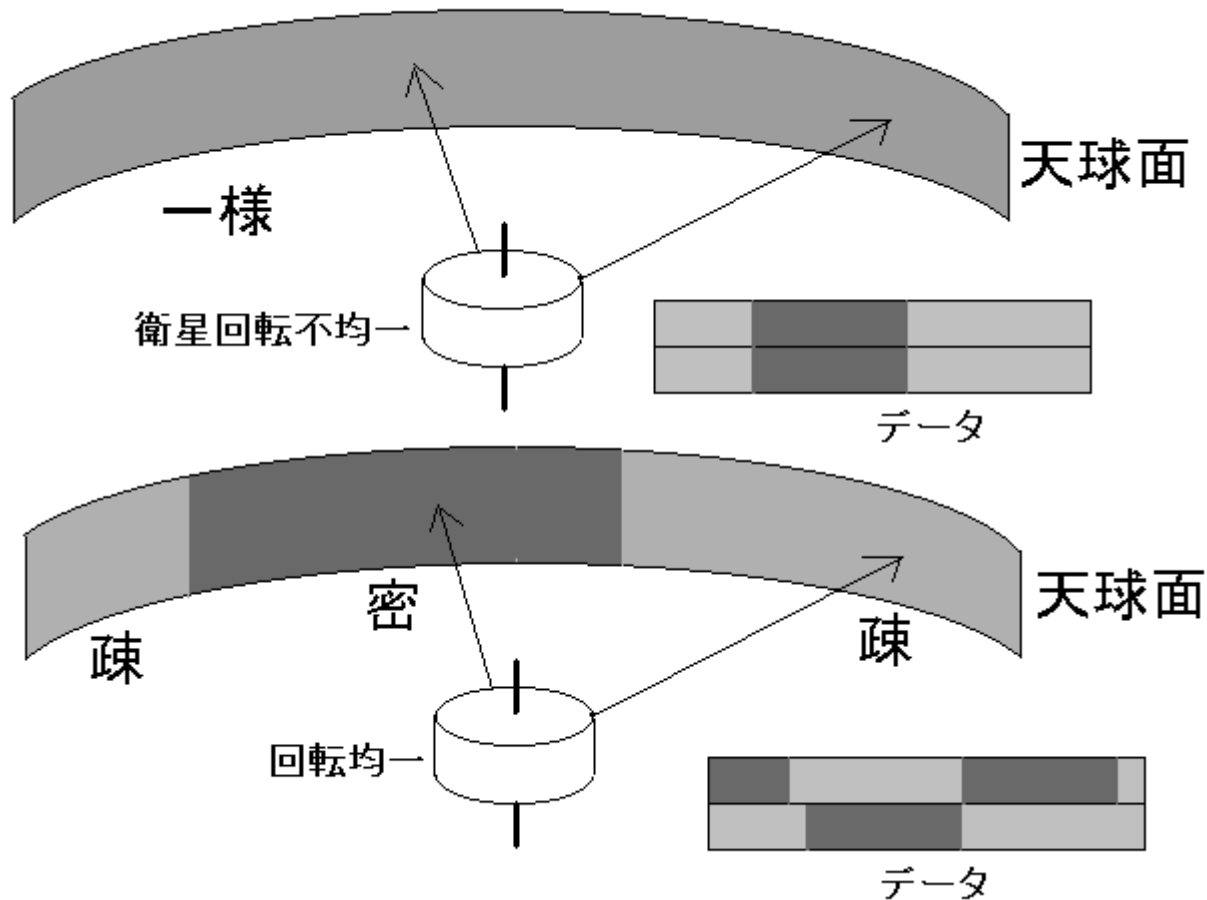 天球面
一様
衛星回転不均一
データ
天球面
密
疎
疎
回転均一
データ